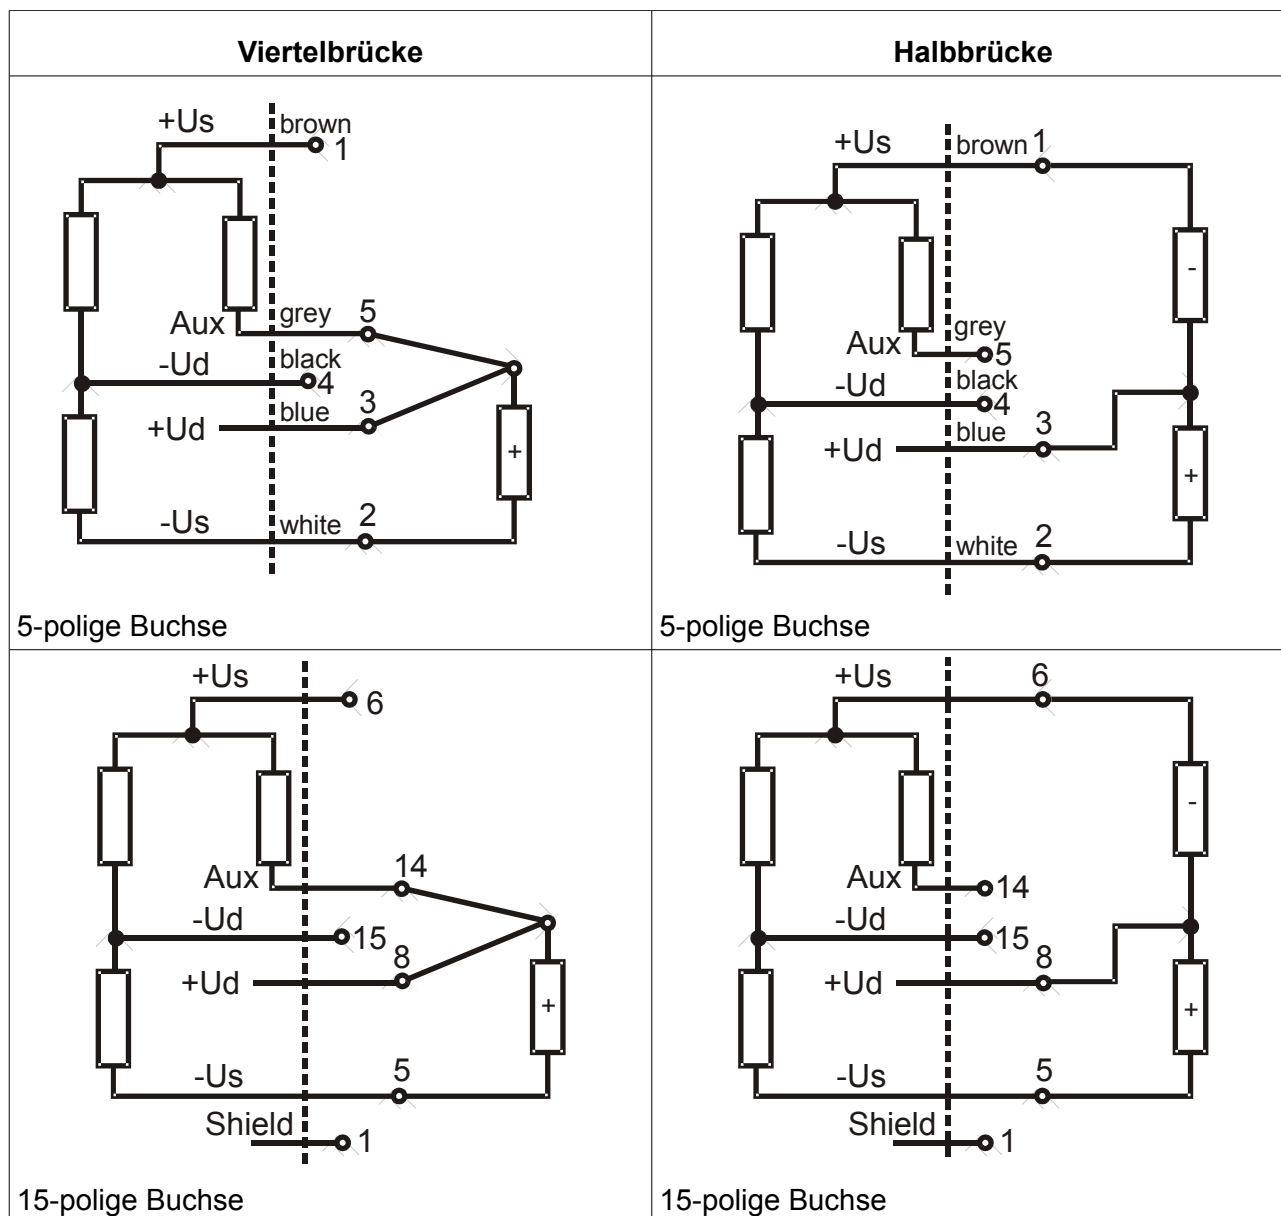 Viertelbrücke
Halbbrücke
+Us
brown
1
Aux
grey
5
-Ud
black
4
+Ud
blue
3
+
-Us
white
2
5-polige Buchse
+Us
brown
1
-
grey
Aux
5
-Ud
black
4
+Ud
blue
3
+
-Us
white
2
5-polige Buchse
+Us
6
Aux
14
-Ud
15
+Ud
8
+
-Us
5
Shield
1
15-polige Buchse
+Us
6
-
Aux
14
-Ud
15
+Ud
8
+
-Us
5
Shield
1
15-polige Buchse